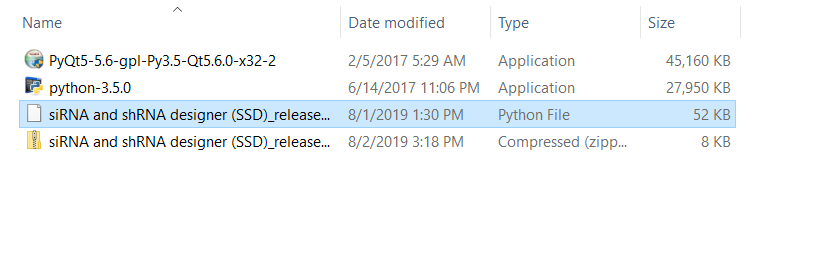 Name Date modified Type Size
PyQt5-5.6-gpl-Py3.5-Qt5.6.0-x32-2 2/5/2017 5:29 AM Application 45,160 KB
python-3.5.0 6/14/2017 11:06 PM Application 27,950 KB
siRNA and shRNA designer (SSD)_release... 8/1/2019 1:30 PM Python File 52 KB
siRNA and shRNA designer (SSD)_release... 8/2/2019 3:18 PM Compressed (zipp... 8 KB